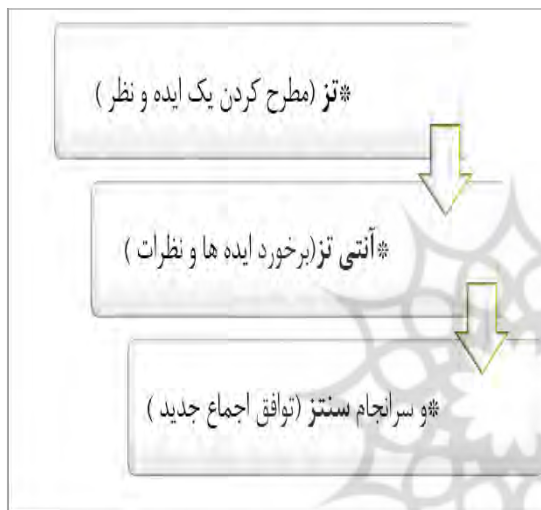 *تز (مطرح کردن یک ایده و نظر )
*آنتی تز(برخورد ایده ها و نظرات )
*و سرانجام سنتز (توافق اجماع جدید )